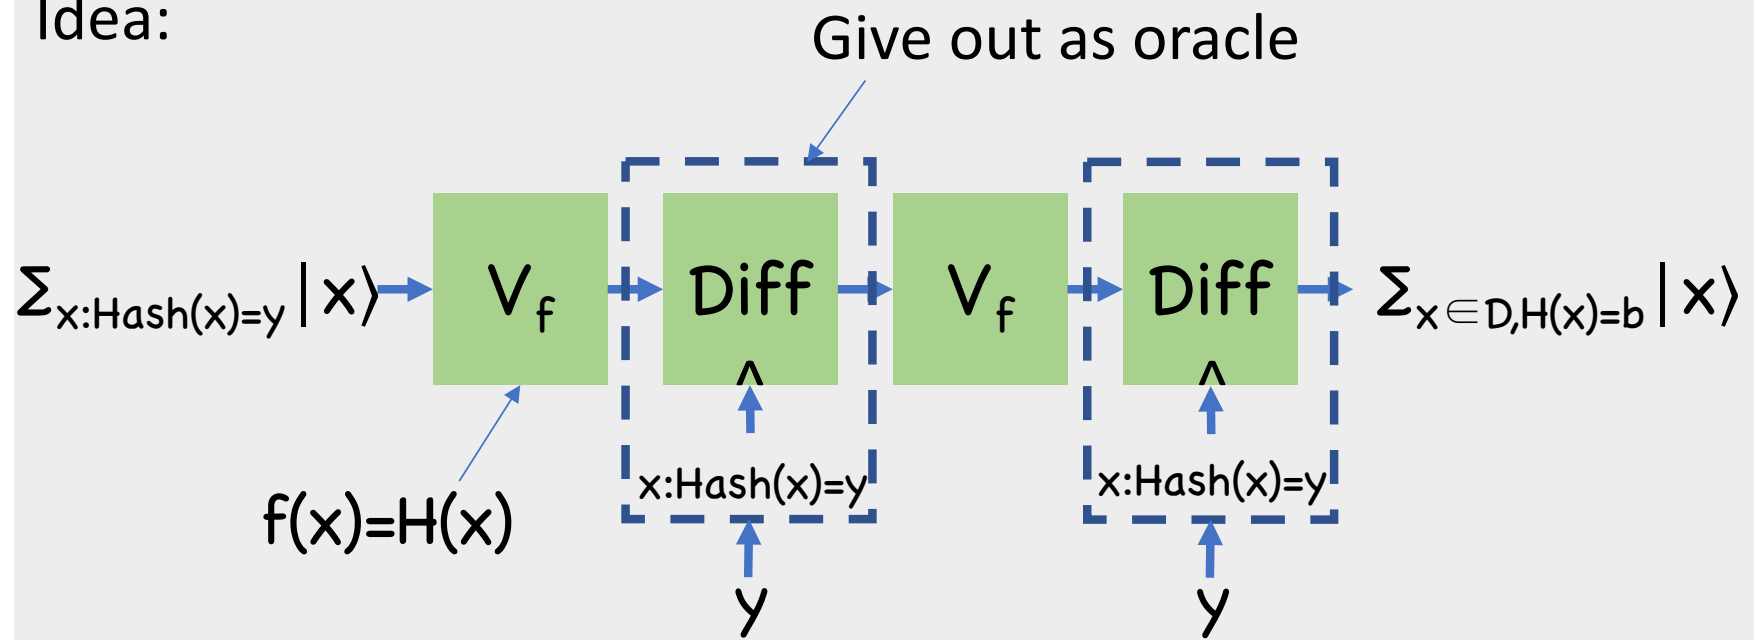 Idea:
Give out as oracle
Σx:Hash(x)=y |x⟩
Vf
Diff
Vf
Diff
Σx∈D,H(x)=b |x⟩
^
^
x:Hash(x)=y
x:Hash(x)=y
f(x)=H(x)
y
y